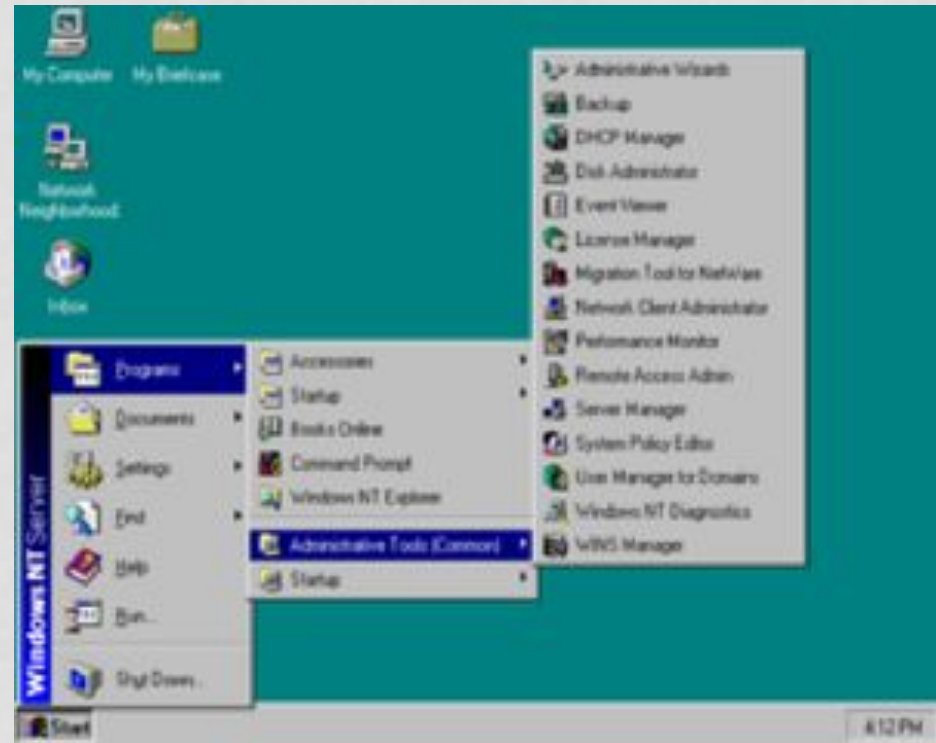 My Computer
My Briefcase
Network
Neighborhood
Inbox
Windows NT Server
Programs
Documents
Settings
Find
Help
Run...
Shut Down...
Accessories
Startup
Books Online
Command Prompt
Windows NT Explorer
Administrative Tools (Common)
Startup
Administrative Wizards
Backup
DHCP Manager
Disk Administrator
Event Viewer
License Manager
Migration Tool for NetWare
Network Client Administrator
Performance Monitor
Remote Access Admin
Server Manager
System Policy Editor
User Manager for Domains
Windows NT Diagnostics
WINS Manager
Start
4:12 PM